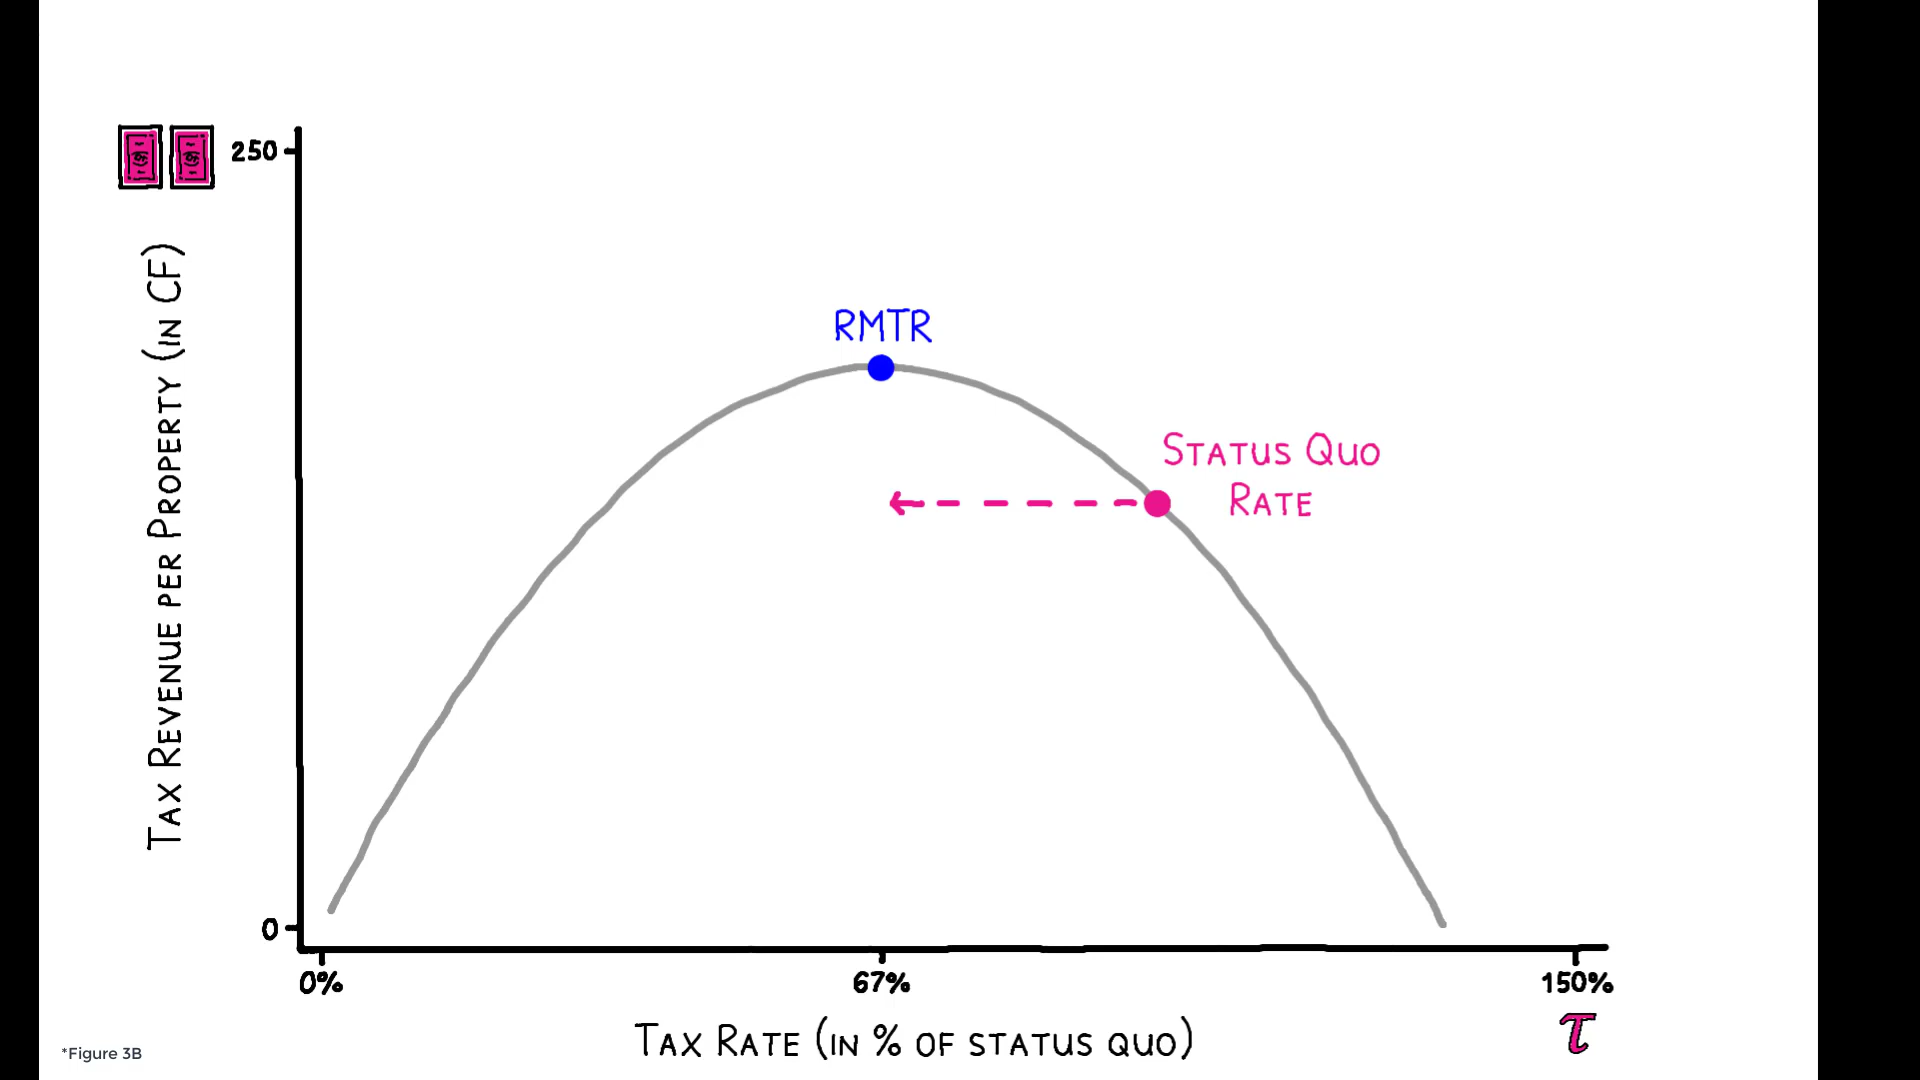 250
TAX REVENUE PER PROPERTY (IN CF)
RMTR
STATUS QUO
RATE
0
0%
67%
150%
TAX RATE (IN % OF STATUS QUO)
τ
*Figure 3B